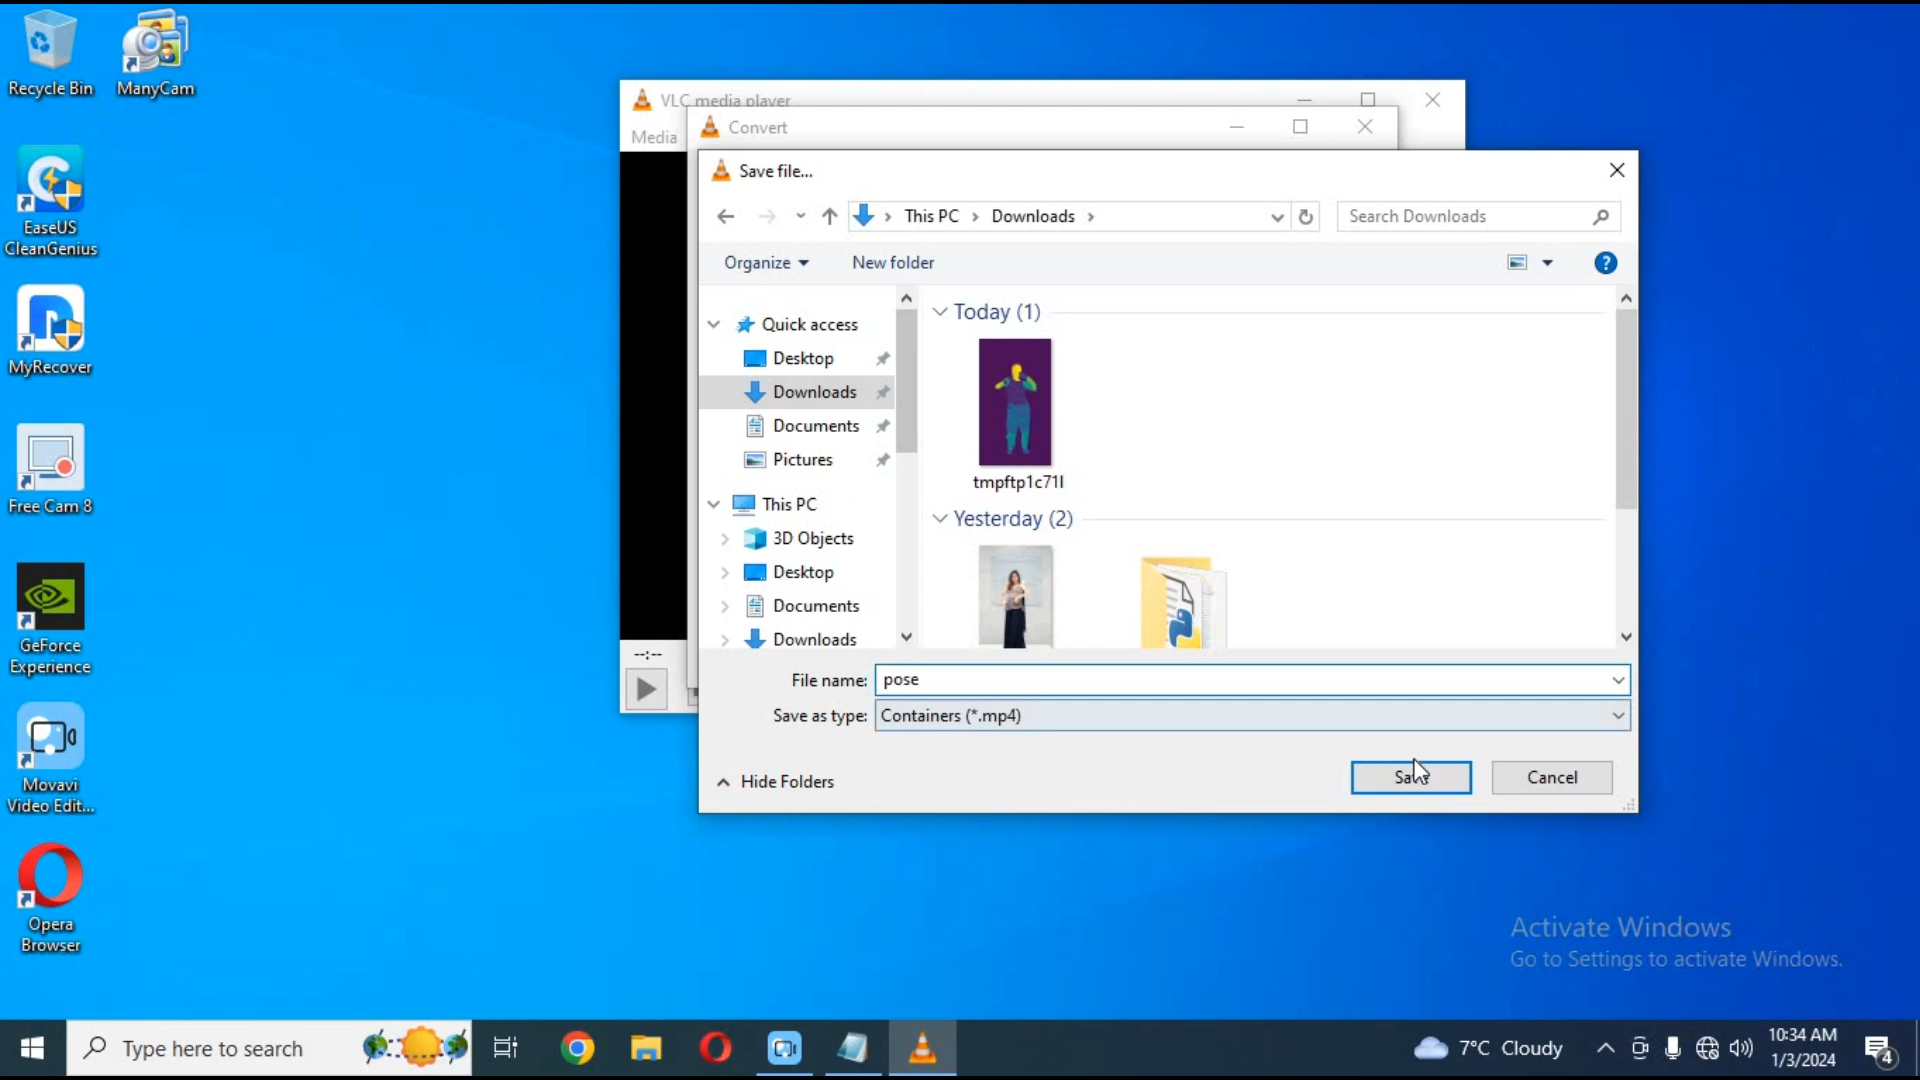 Recycle Bin
ManyCam
EaseUS
CleanGenius
MyRecover
Free Cam 8
GeForce
Experience
Movavi
Video Edit...
Opera
Browser
VLC media player
Media
Convert
Save file...
This PC
Downloads
Search Downloads
Organize
New folder
Quick access
Desktop
Downloads
Documents
Pictures
This PC
3D Objects
Desktop
Documents
Downloads
Today (1)
tmpftp1c71l
Yesterday (2)
--:--
File name: pose
Save as type: Containers (*.mp4)
Hide Folders
Save
Cancel
Activate Windows
Go to Settings to activate Windows.
Type here to search
7°C Cloudy
10:34 AM
1/3/2024
4